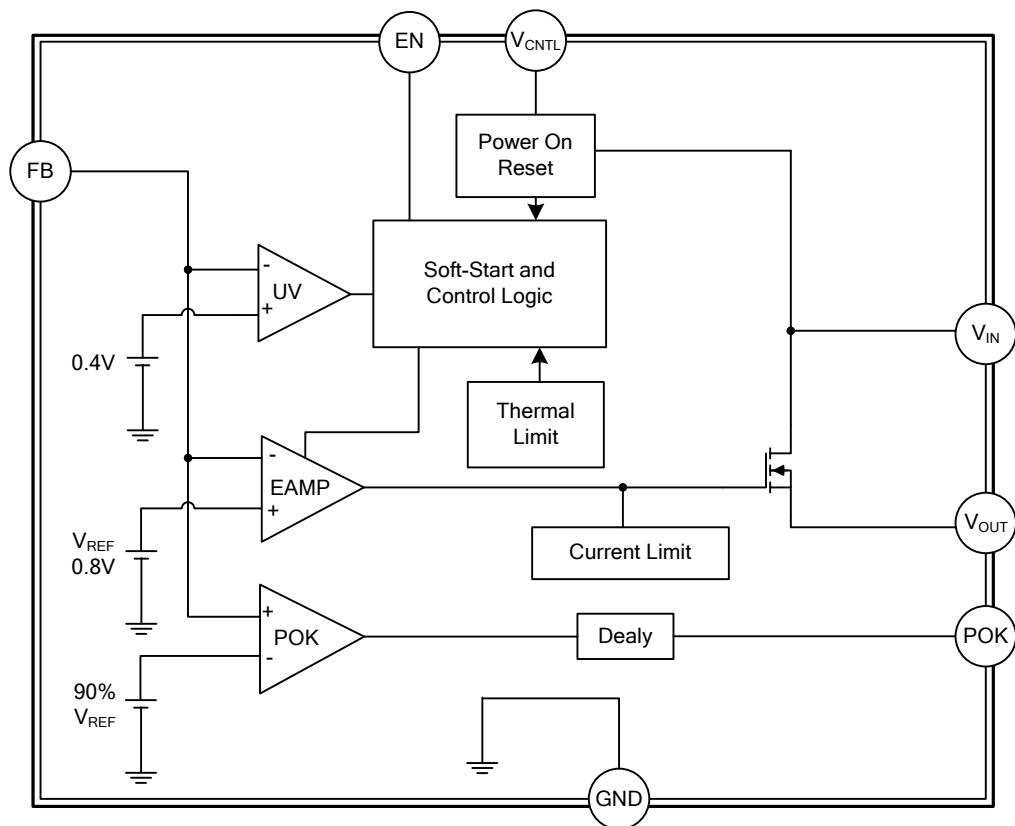 EN
VCNTL
Power On
Reset
FB
-
UV
+
Soft-Start and
Control Logic
0.4V
VIN
Thermal
Limit
-
EAMP
+
VREF
0.8V
VOUT
Current Limit
+
POK
-
Dealy
POK
90%
VREF
GND